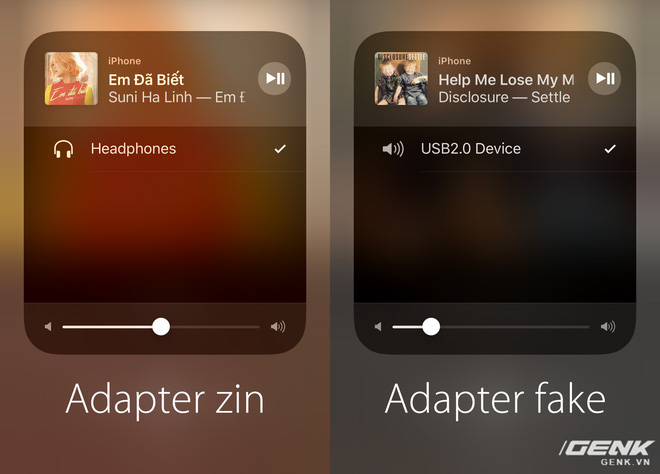 iPhone
Em Đã Biết
Suni Ha Linh — Em Đ
Headphones
Adapter zin
iPhone
Help Me Lose My M
Disclosure — Settle
USB2.0 Device
Adapter fake
GENK
GENK.VN